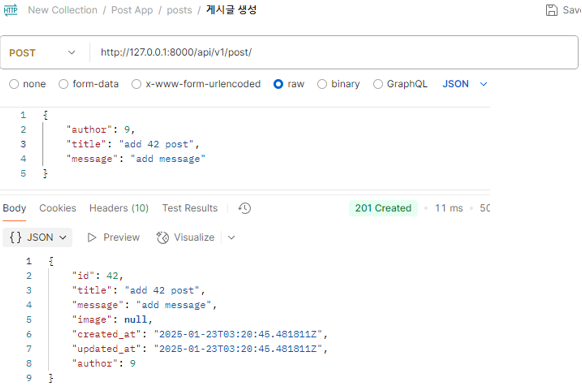 HTTP New Collection / Post App / posts / 게시글 생성 Save
POST http://127.0.0.1:8000/api/v1/post/
none form-data x-www-form-urlencoded raw binary GraphQL JSON
1 {
2 "author": 9,
3 "title": "add 42 post",
4 "message": "add message"
5 }
Body Cookies Headers (10) Test Results 201 Created • 11 ms • 50
{} JSON Preview Visualize
1 {
2 "id": 42,
3 "title": "add 42 post",
4 "message": "add message",
5 "image": null,
6 "created_at": "2025-01-23T03:20:45.481811Z",
7 "updated_at": "2025-01-23T03:20:45.481811Z",
8 "author": 9
9 }